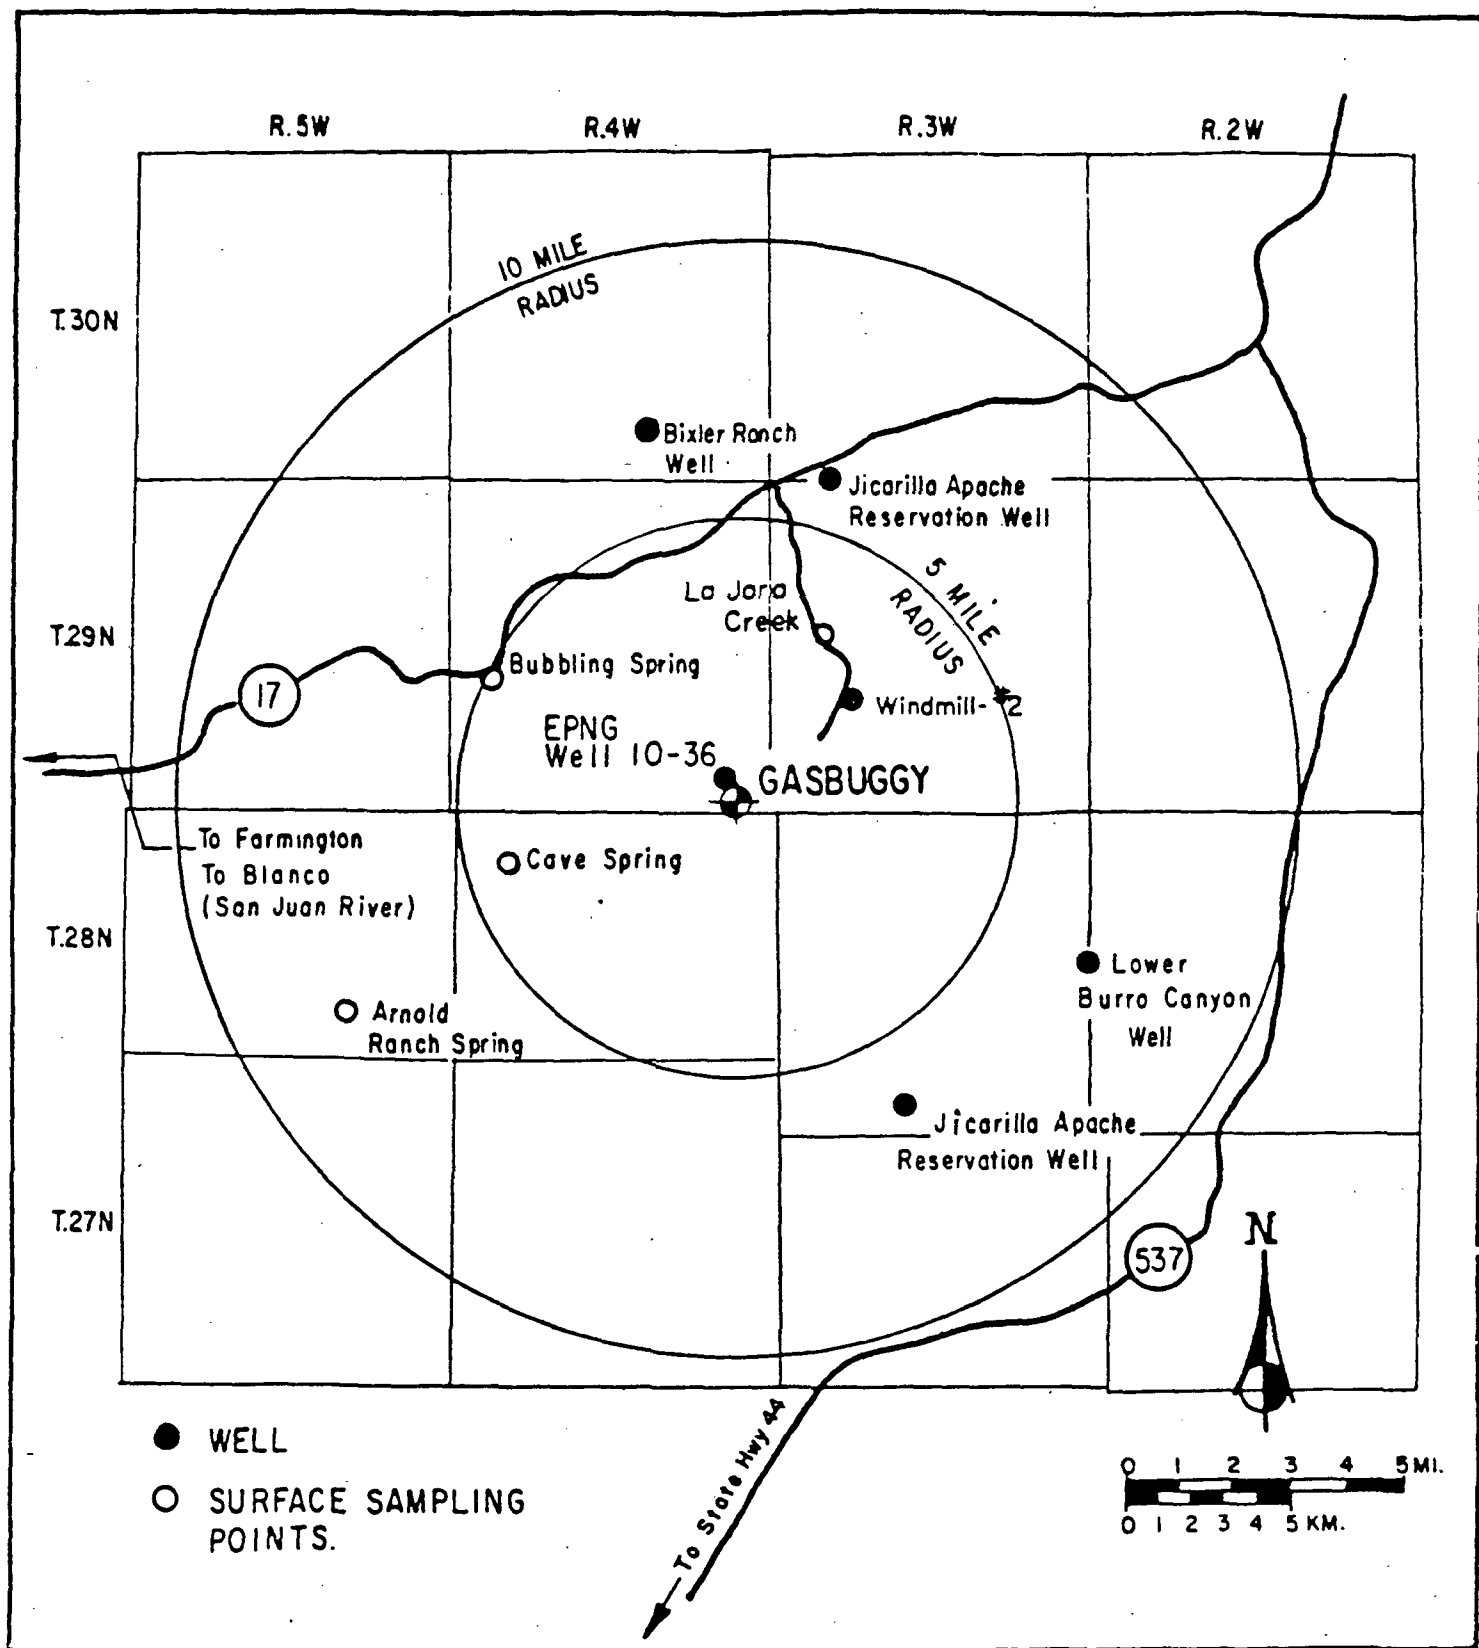 R.5W R.4W R.3W R.2W
10 MILE
RADIUS
T.30N
Bixler Ranch
Well
Jicarilla Apache
Reservation Well
5 MILE
RADIUS
La Jara
Creek
T.29N
Bubbling Spring
17
Windmill-#2
EPNG
Well 10-36
GASBUGGY
To Farmington
To Blanco
(San Juan River)
Cave Spring
T.28N
Lower
Burro Canyon
Well
Arnold
Ranch Spring
Jicarilla Apache
Reservation Well
T.27N
N
537
To State Hwy 44
WELL
SURFACE SAMPLING
POINTS.
0 1 2 3 4 5 MI.
0 1 2 3 4 5 KM.